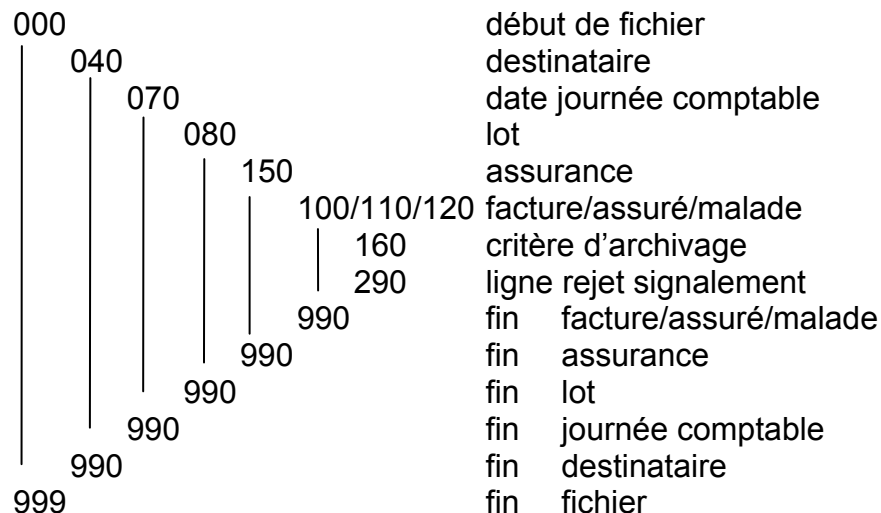 000 début de fichier
040 destinataire
070 date journée comptable
080 lot
150 assurance
100/110/120 facture/assuré/malade
160 critère d’archivage
290 ligne rejet signalement
990 fin facture/assuré/malade
990 fin assurance
990 fin lot
990 fin journée comptable
990 fin destinataire
999 fin fichier